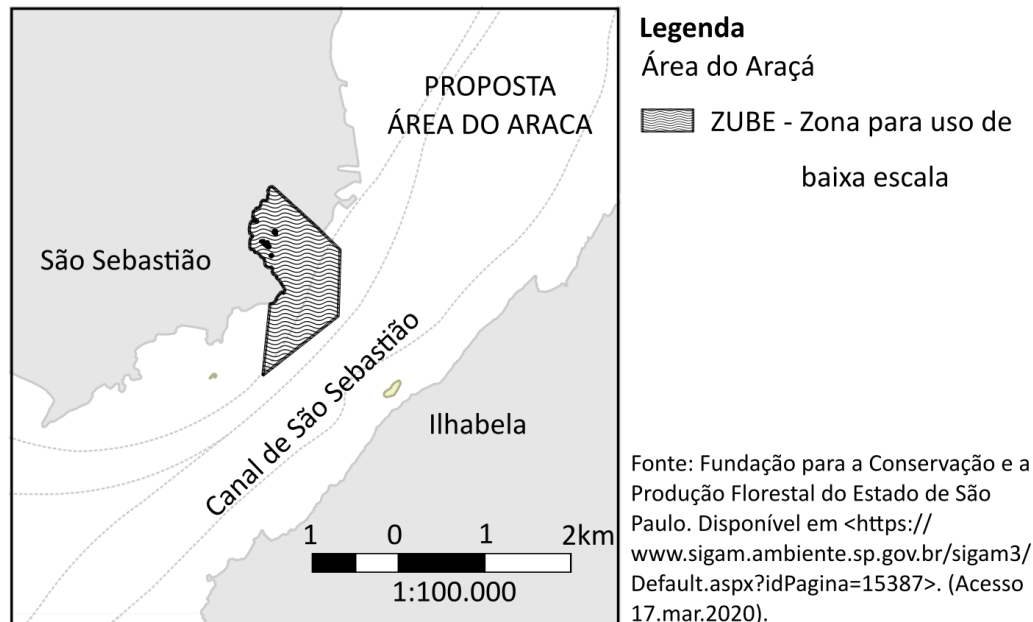 PROPOSTA
ÁREA DO ARACA
São Sebastião
Canal de São Sebastião
Ilhabela
1 0 1 2km
1:100.000
Legenda
Área do Araçá
ZUBE - Zona para uso de
baixa escala
Fonte: Fundação para a Conservação e a
Produção Florestal do Estado de São
Paulo. Disponível em <https://
www.sigam.ambiente.sp.gov.br/sigam3/
Default.aspx?idPagina=15387>. (Acesso
17.mar.2020).